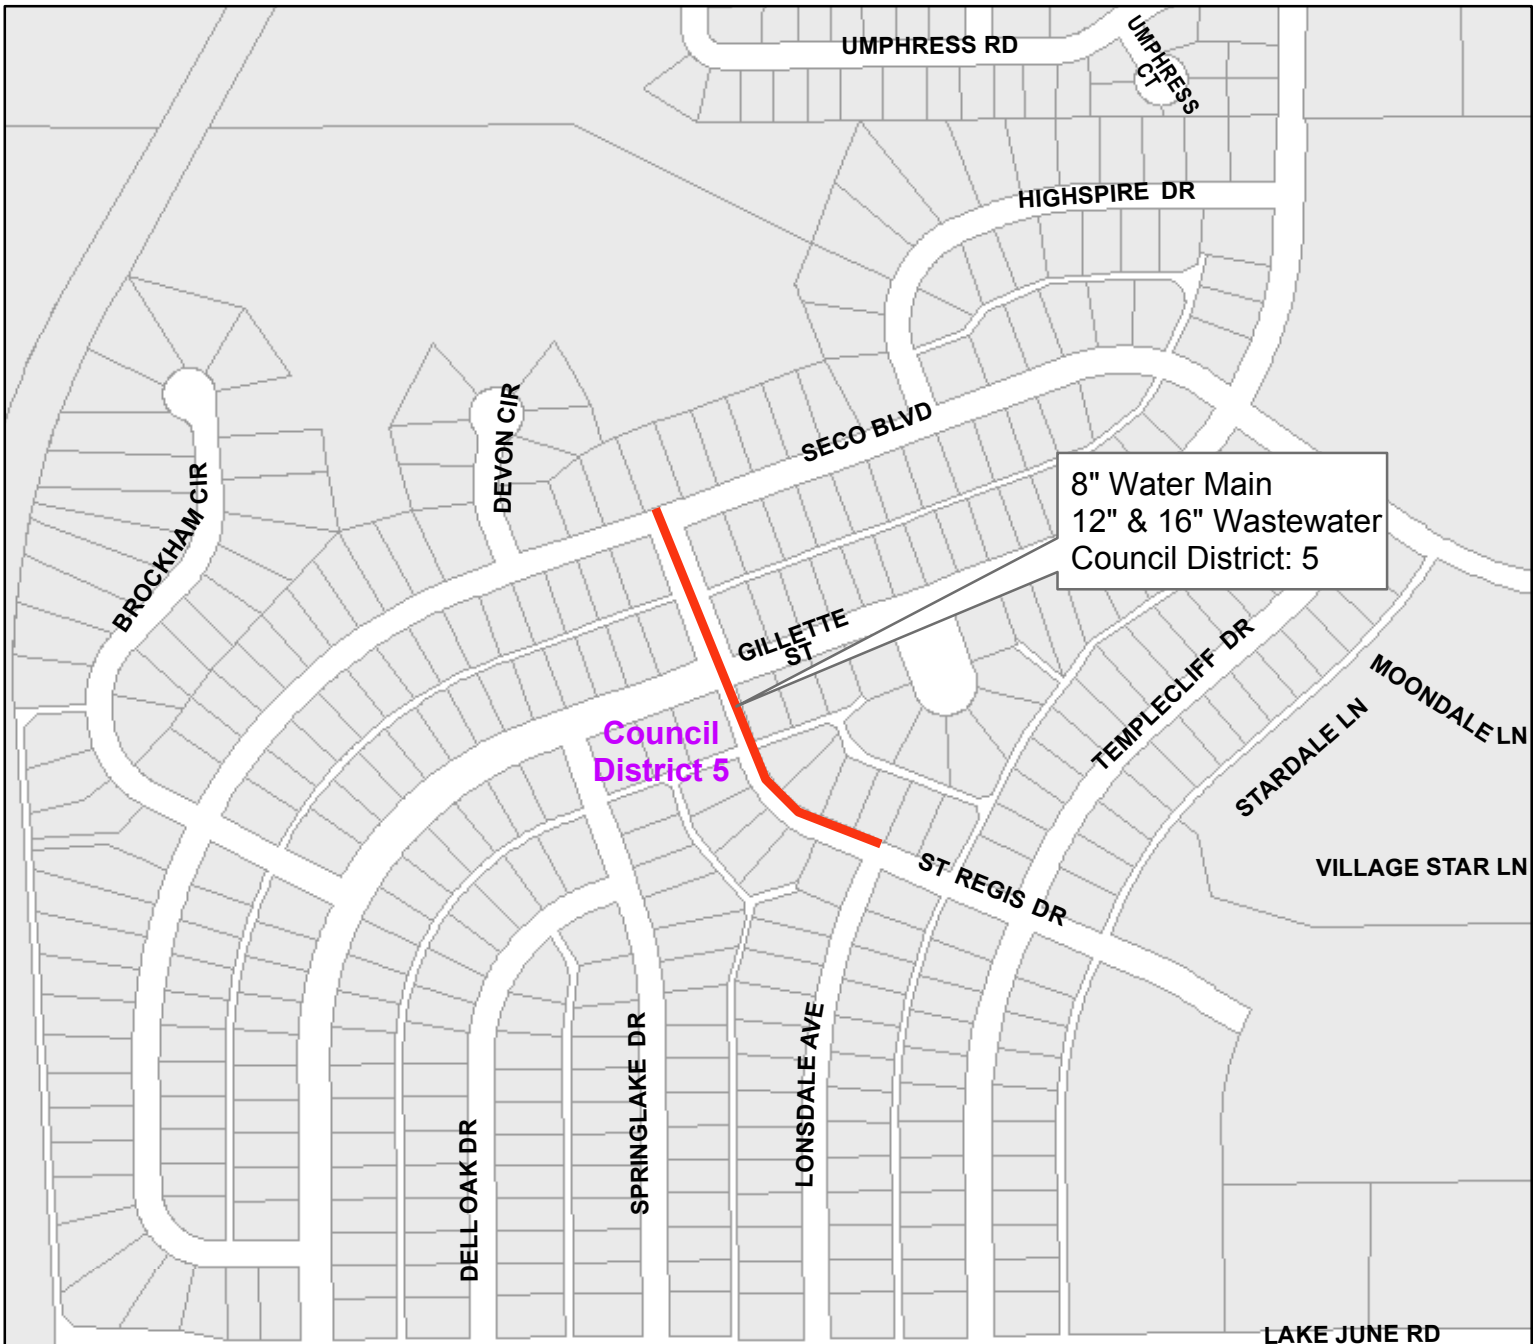 UMPHRESS RD
UMPHRESS
CT
HIGHSPIRE DR
DEVON CIR
SECO BLVD
BROCKHAM CIR
8" Water Main
12" & 16" Wastewater
Council District: 5
GILLETTE
ST
TEMPLECLIFF DR
MOONDALE LN
STARDALE LN
Council
District 5
VILLAGE STAR LN
ST REGIS DR
SPRINGLAKE DR
LONSDALE AVE
DELL OAK DR
LAKE JUNE RD